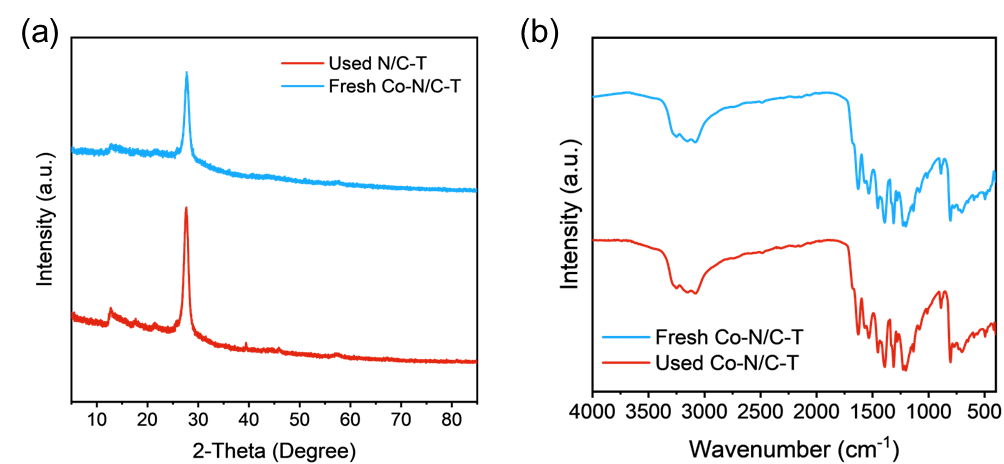 (a)
Used N/C-T
Fresh Co-N/C-T
Intensity (a.u.)
10 20 30 40 50 60 70 80
2-Theta (Degree)
(b)
Fresh Co-N/C-T
Used Co-N/C-T
Intensity (a.u.)
4000 3500 3000 2500 2000 1500 1000 500
Wavenumber (cm⁻¹)